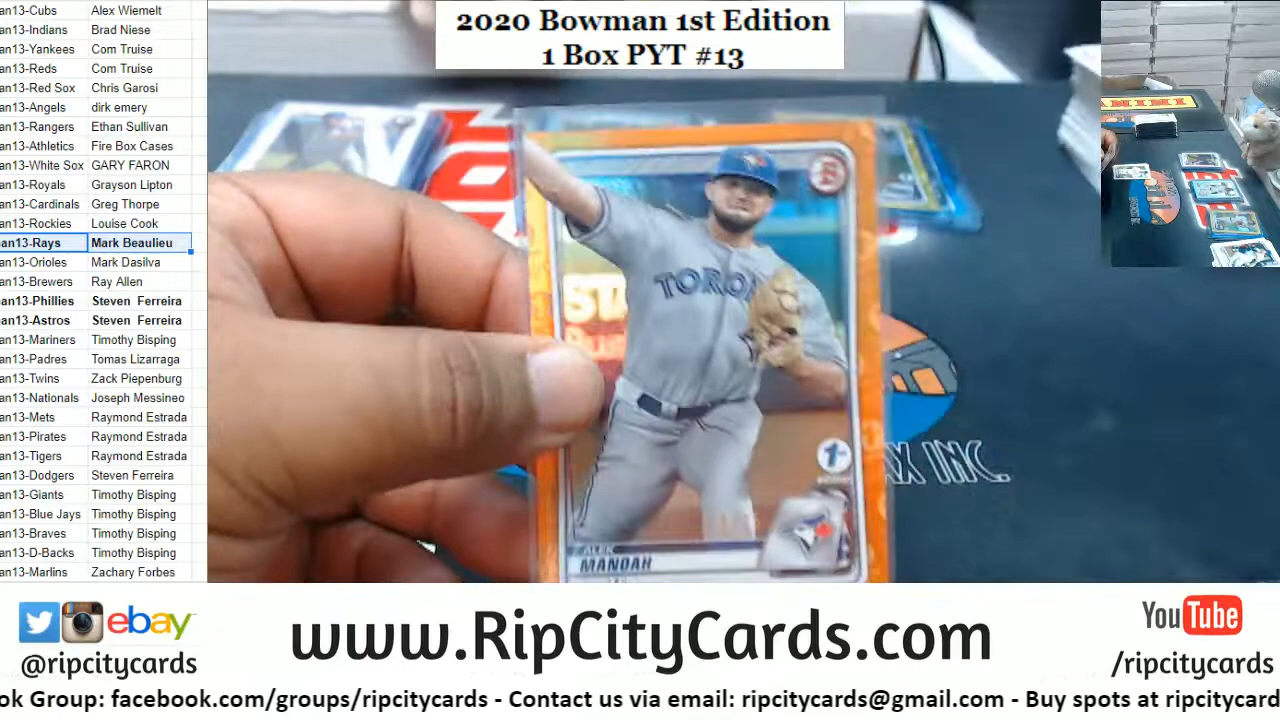 2020 Bowman 1st Edition
1 Box PYT #13
an13-Cubs Alex Wiemelt
an13-Indians Brad Niese
an13-Yankees Com Truise
an13-Reds Com Truise
an13-Red Sox Chris Garosi
an13-Angels dirk emery
an13-Rangers Ethan Sullivan
an13-Athletics Fire Box Cases
an13-White Sox GARY FARON
an13-Royals Grayson Lipton
an13-Cardinals Greg Thorpe
an13-Rockies Louise Cook
an13-Rays Mark Beaulieu
an13-Orioles Mark Dasilva
an13-Brewers Ray Allen
an13-Phillies Steven Ferreira
an13-Astros Steven Ferreira
an13-Mariners Timothy Bisping
an13-Padres Tomas Lizarraga
an13-Twins Zack Piepenburg
an13-Nationals Joseph Messineo
an13-Mets Raymond Estrada
an13-Pirates Raymond Estrada
an13-Tigers Raymond Estrada
an13-Dodgers Steven Ferreira
an13-Giants Timothy Bisping
an13-Blue Jays Timothy Bisping
an13-Braves Timothy Bisping
an13-D-Backs Timothy Bisping
an13-Marlins Zachary Forbes
TORON
1st
ALEK
MANOAH
AX INC.
PANINI
ebay
@ripcitycards
www.RipCityCards.com
YouTube
/ripcitycards
ok Group: facebook.com/groups/ripcitycards - Contact us via email: ripcitycards@gmail.com - Buy spots at ripcitycard